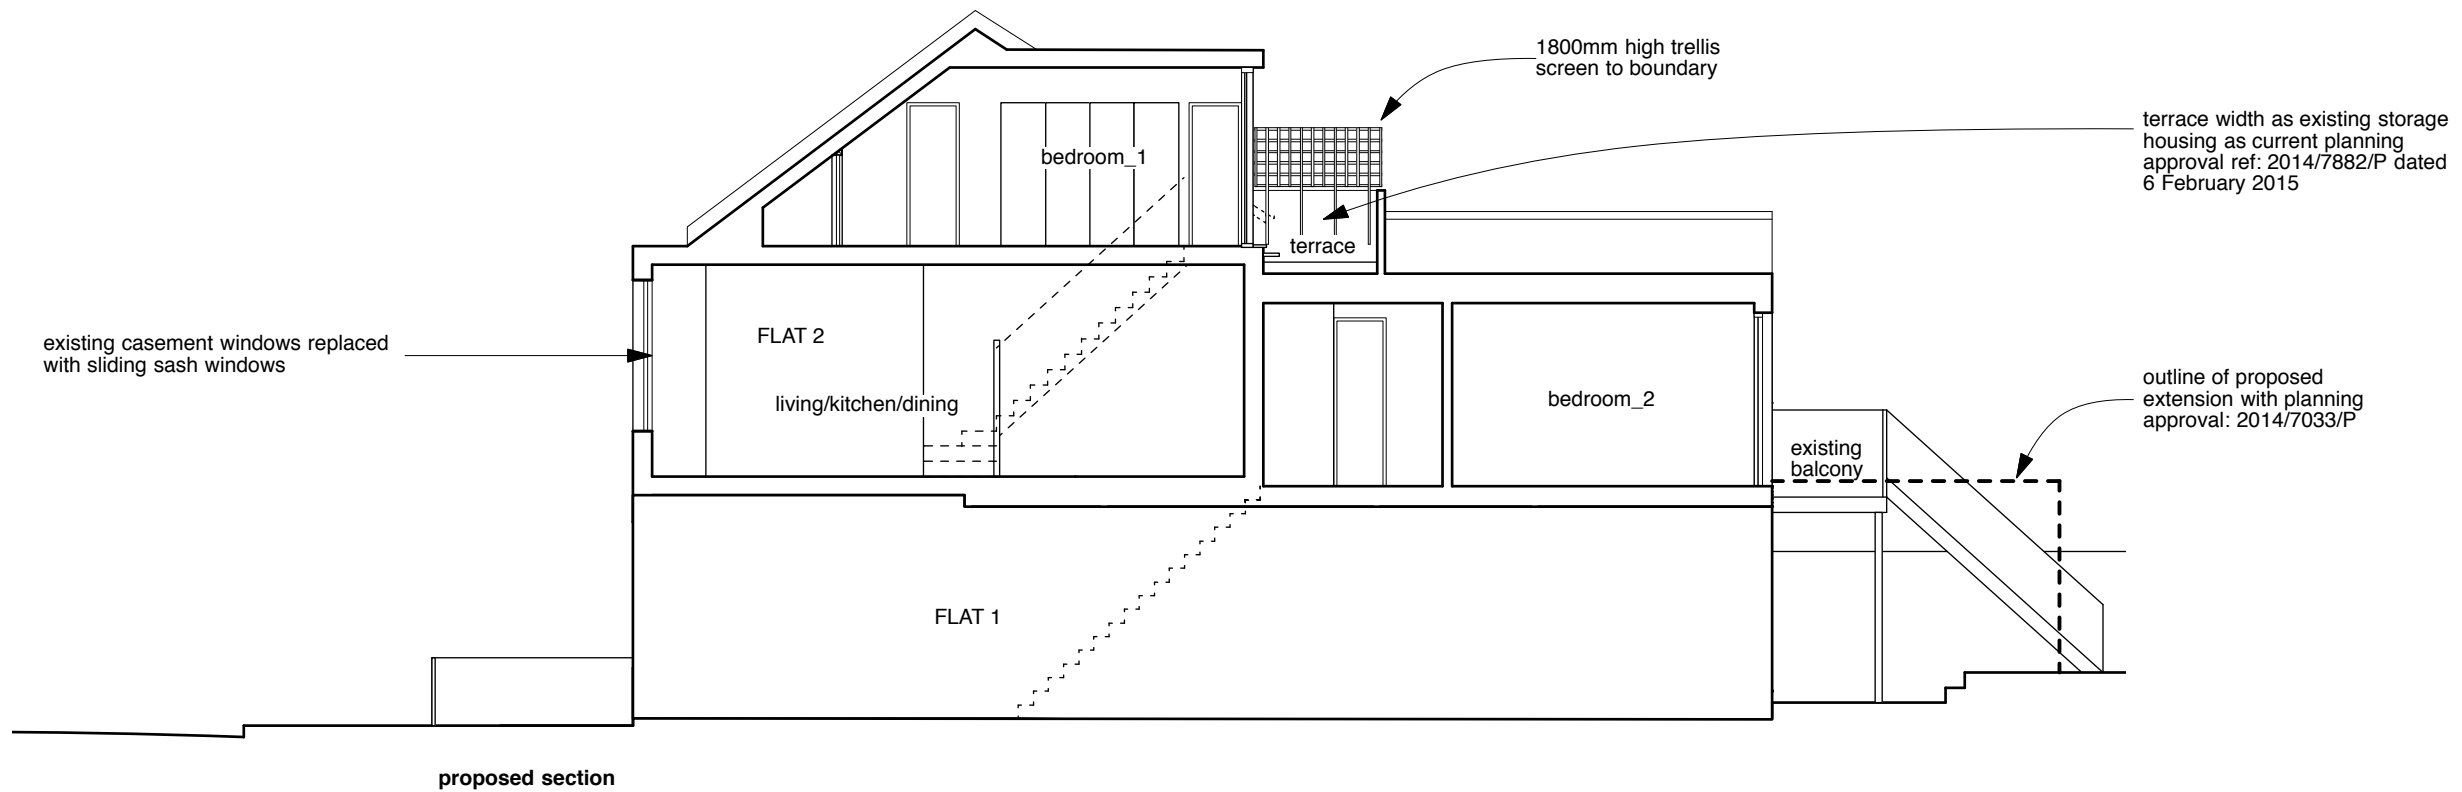 1800mm high trellis
screen to boundary
terrace width as existing storage
housing as current planning
approval ref: 2014/7882/P dated
6 February 2015
bedroom_1
terrace
existing casement windows replaced
with sliding sash windows
FLAT 2
living/kitchen/dining
bedroom_2
outline of proposed
extension with planning
approval: 2014/7033/P
existing
balcony
FLAT 1
proposed section